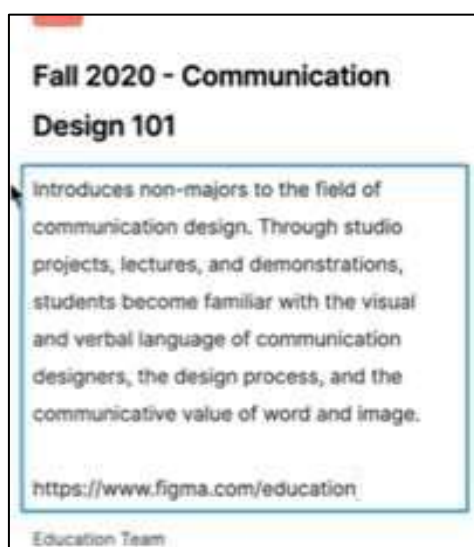 Fall 2020 - Communication
Design 101
Introduces non-majors to the field of
communication design. Through studio
projects, lectures, and demonstrations,
students become familiar with the visual
and verbal language of communication
designers, the design process, and the
communicative value of word and image.
https://www.figma.com/education
Education Team